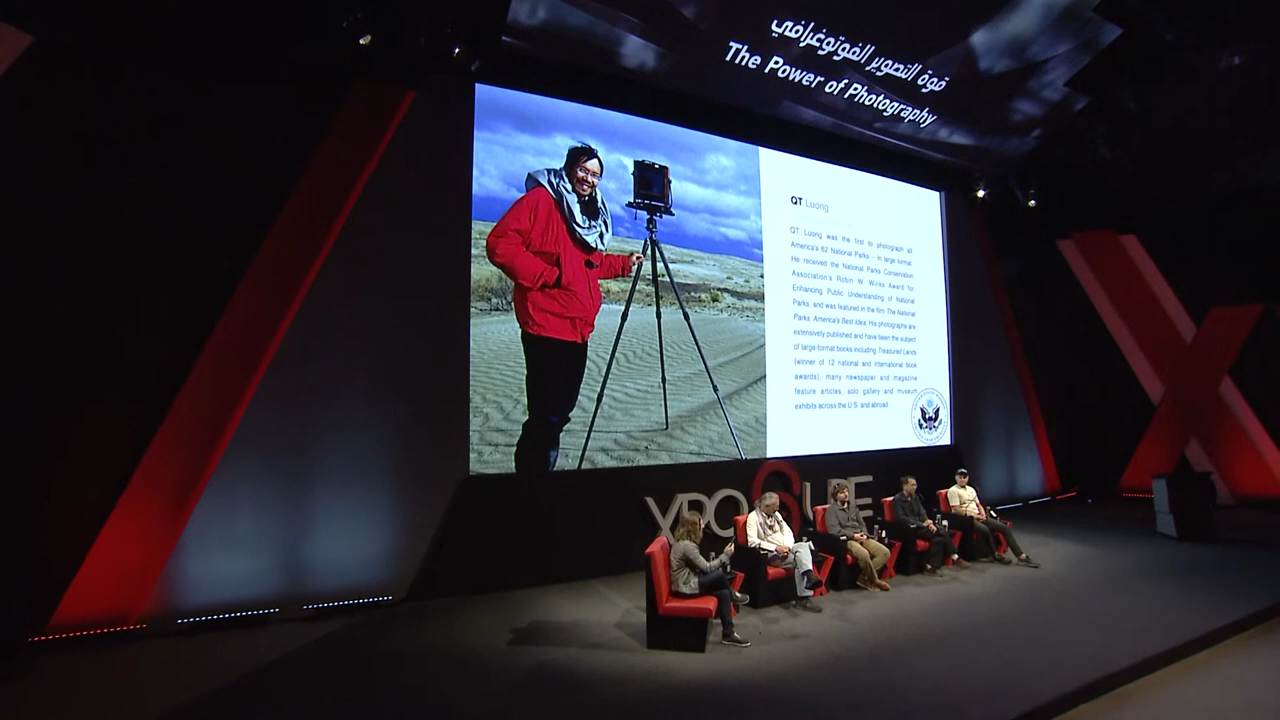 قوة التصوير الفوتوغرافي
The Power of Photography
QT Luong
QT Luong was the first to photograph all
America's 62 National Parks – in large format.
He received the National Parks Conservation
Association's Robin W. Winks Award for
Enhancing Public Understanding of National
Parks, and was featured in the film The National
Parks: America's Best Idea. His photographs are
extensively published and have been the subject
of large-format books including Treasured Lands
(winner of 12 national and international book
awards), many newspaper and magazine
feature articles, solo gallery and museum
exhibits across the U.S. and abroad.
XPOSURE